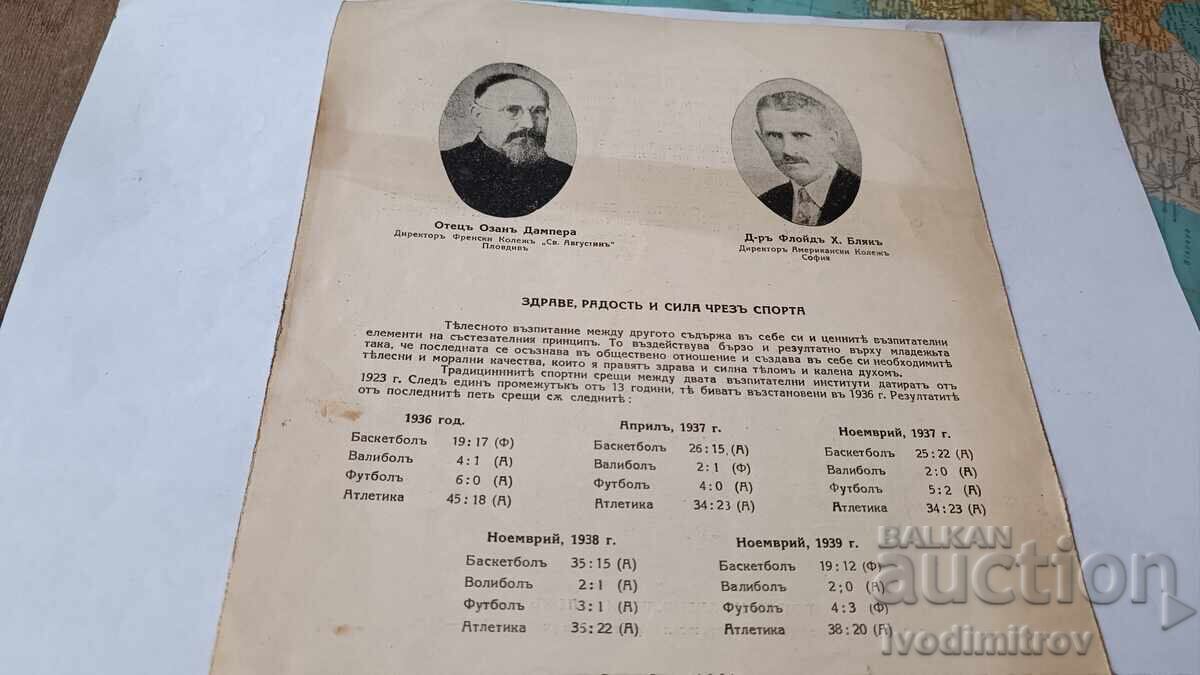 Отецъ Озанъ Дампера
Директоръ Френски Колежъ „Св. Августинъ"
Пловдивъ
Д-ръ Флойдъ Х. Блякъ
Директоръ Американски Колежъ
София
ЗДРАВЕ, РАДОСТЬ И СИЛА ЧРЕЗЪ СПОРТА
Тѣлесното възпитание между другото съдържа въ себе си и ценнитѣ възпитателни
елементи на състезателния принципъ. То въздействува бързо и резултатно върху младежьта
така, че последната се осъзнава въ обществено отношение и създава въ себе си необходимитѣ
тѣлесни и морални качества, които я правятъ здрава и силна тѣломъ и калена духомъ.
Традиционнитѣ спортни срещи между двата възпитателни институти датиратъ отъ
1923 г. Следъ единъ промежутъкъ отъ 13 години, тѣ биватъ възстановени въ 1936 г. Резултатитѣ
отъ последнитѣ петь срещи сѫ следнитѣ:
1936 год.
Баскетболъ 19:17 (Ф)
Валиболъ 4:1 (А)
Футболъ 6:0 (А)
Атлетика 45:18 (А)
Априлъ, 1937 г.
Баскетболъ 26:15 (А)
Валиболъ 2:1 (Ф)
Футболъ 4:0 (А)
Атлетика 34:23 (А)
Ноемврий, 1937 г.
Баскетболъ 25:22 (А)
Валиболъ 2:0 (А)
Футболъ 5:2 (А)
Атлетика 34:23 (А)
Ноемврий, 1938 г.
Баскетболъ 35:15 (А)
Волиболъ 2:1 (А)
Футболъ 3:1 (А)
Атлетика 35:22 (А)
Ноемврий, 1939 г.
Баскетболъ 19:12 (Ф)
Валиболъ 2;0 (А)
Футболъ 4:3 (Ф)
Атлетика 38:20 (А)
BALKAN
auction
ivodimitrov